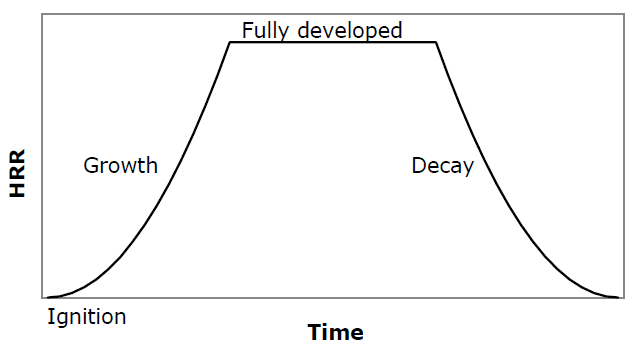 Fully developed
Growth
Decay
HRR
Ignition
Time